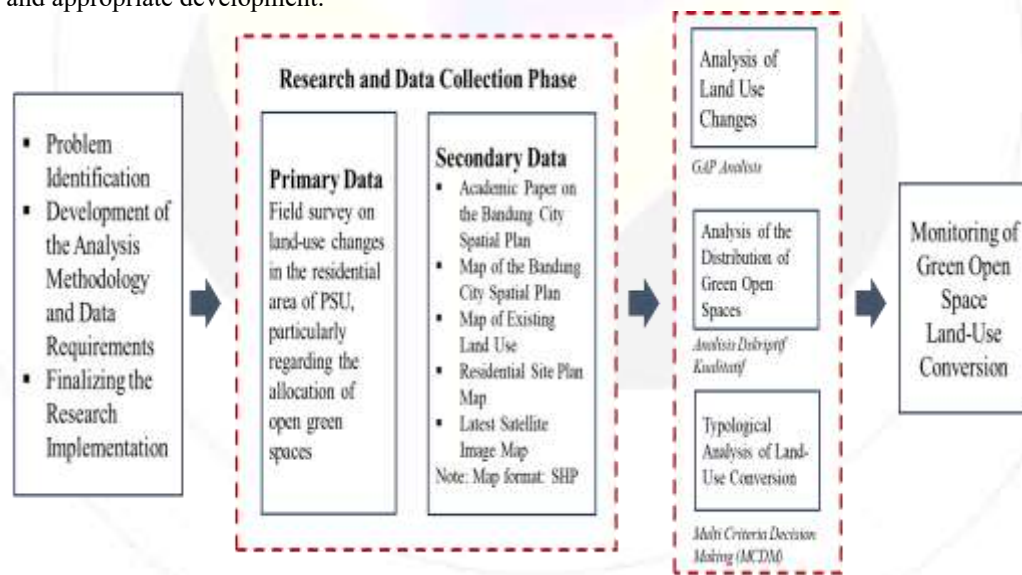 and appropriate development.
▪ Problem
Identification
▪ Development of
the Analysis
Methodology
and Data
Requirements
▪ Finalizing the
Research
Implementation
Research and Data Collection Phase
Primary Data
Field survey on
land-use changes
in the residential
area of PSU,
particularly
regarding the
allocation of
open green
spaces
Secondary Data
▪ Academic Paper on
the Bandung City
Spatial Plan
▪ Map of the Bandung
City Spatial Plan
▪ Map of Existing
Land Use
▪ Residential Site Plan
Map
▪ Latest Satellite
Image Map
Note: Map format: SHP
Analysis of
Land Use
Changes
GAP Analisis
Analysis of the
Distribution of
Green Open
Spaces
Analisis Dskriptif
Kualitatif
Typological
Analysis of Land-
Use Conversion
Multi Criteria Decision
Making (MCDM)
Monitoring of
Green Open
Space
Land-Use
Conversion